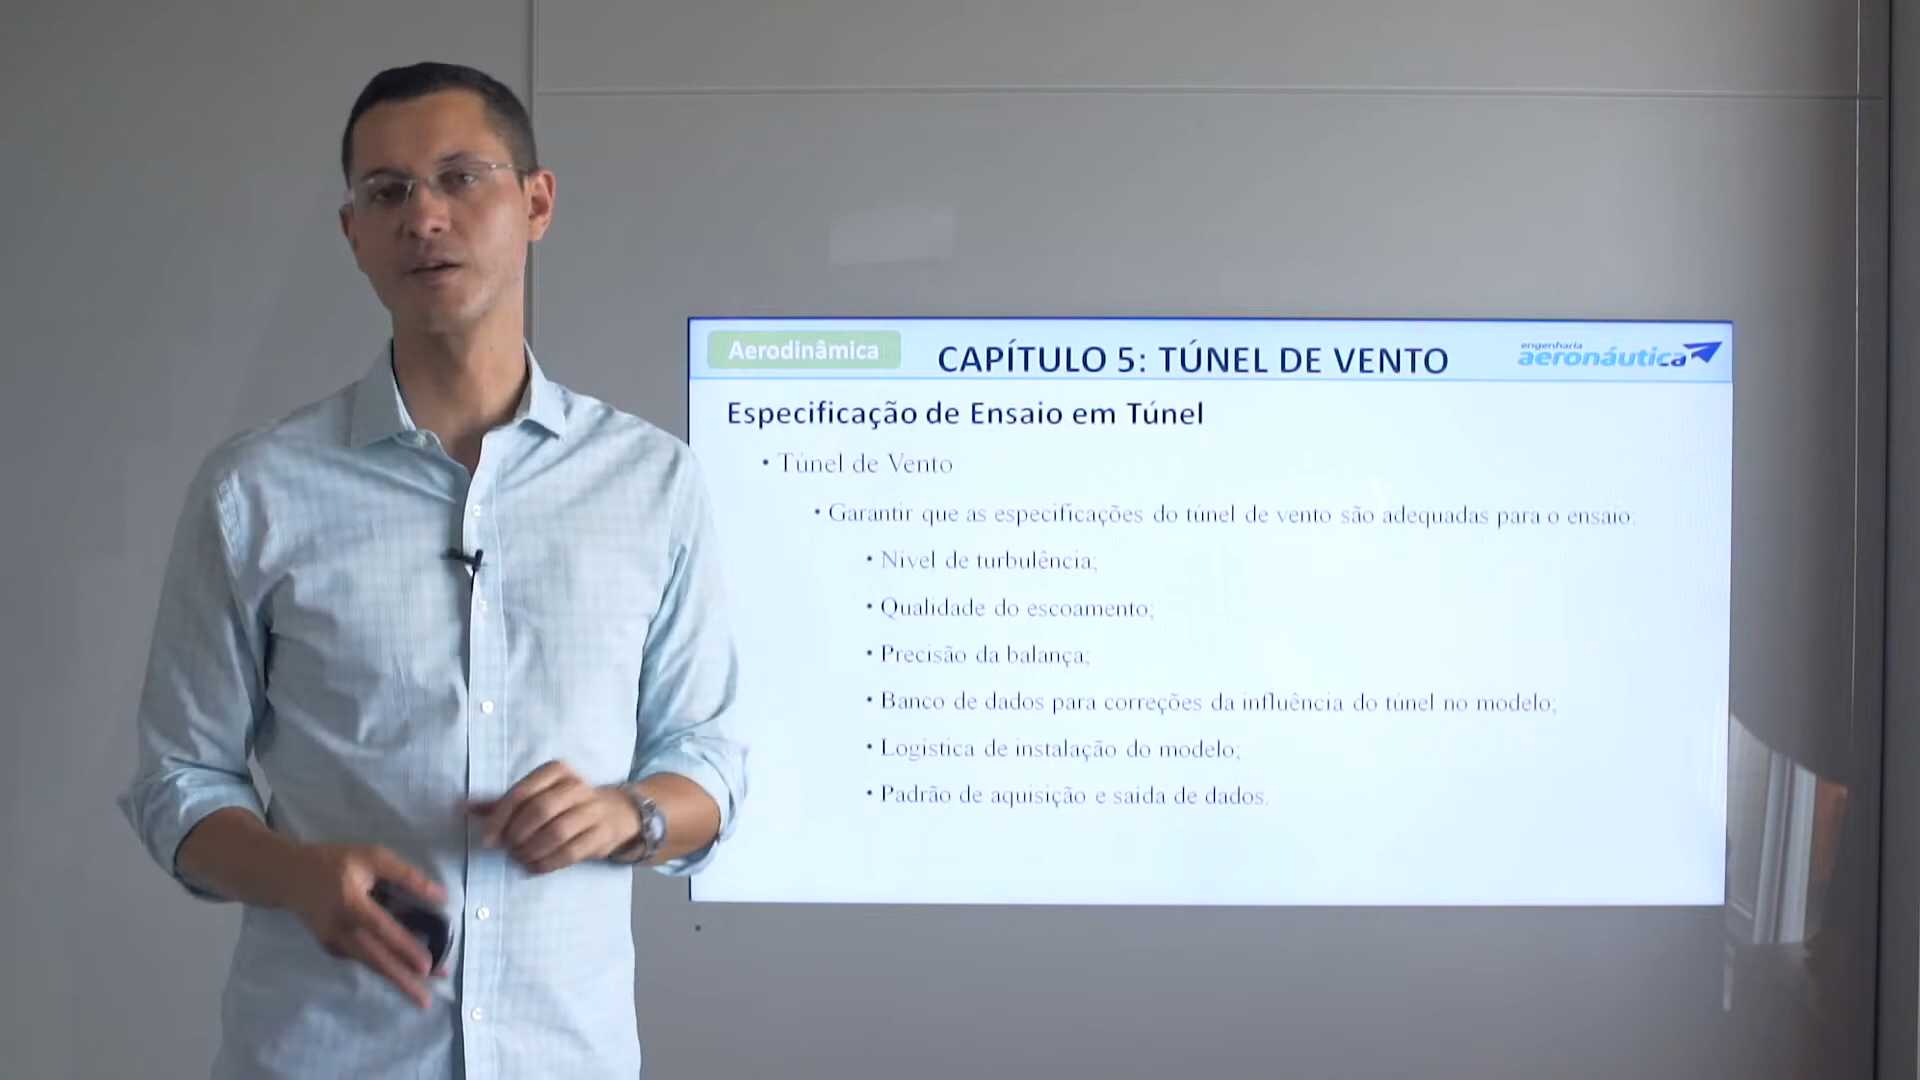 Aerodinâmica
CAPÍTULO 5: TÚNEL DE VENTO
engenharia
aeronáutica
Especificação de Ensaio em Túnel
• Túnel de Vento
• Garantir que as especificações do túnel de vento são adequadas para o ensaio:
• Nível de turbulência;
• Qualidade do escoamento;
• Precisão da balança;
• Banco de dados para correções da influência do túnel no modelo;
• Logística de instalação do modelo;
• Padrão de aquisição e saída de dados.